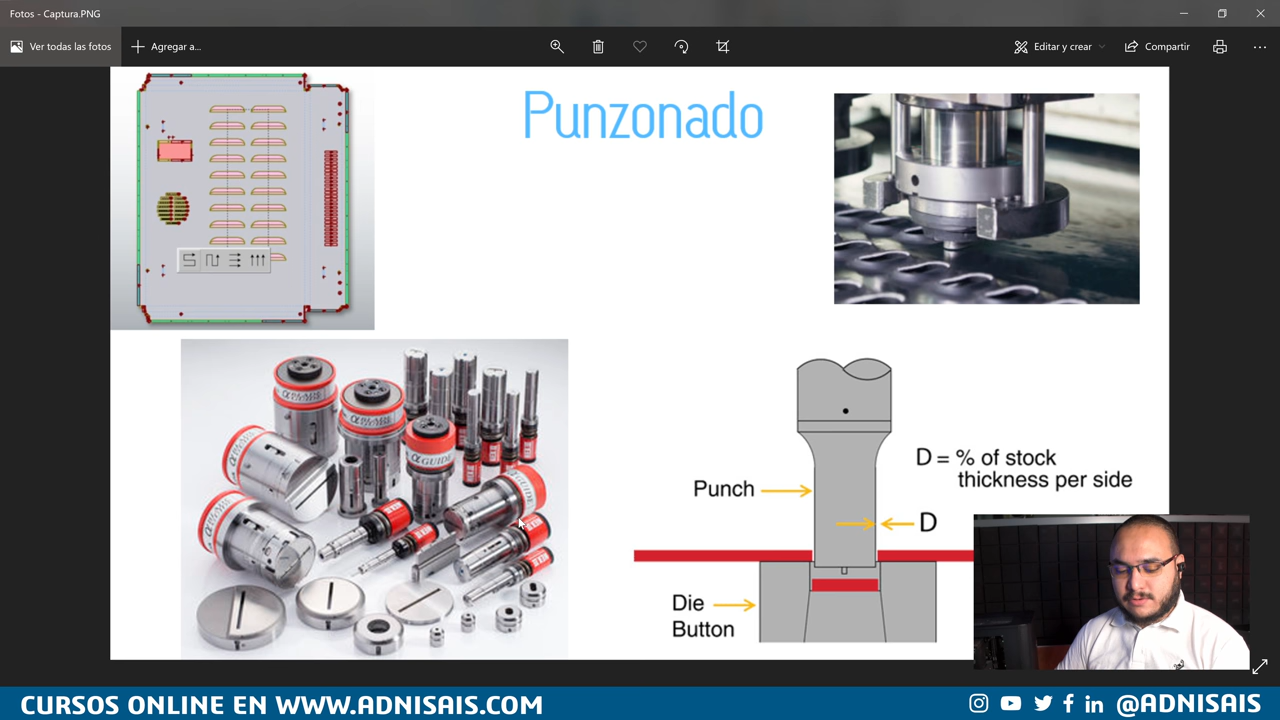 Fotos - Captura.PNG
Ver todas las fotos
Agregar a...
Editar y crear
Compartir
Punzonado
D = % of stock
thickness per side
Punch
D
Die
Button
GUIDE
CURSOS ONLINE EN WWW.ADNISAIS.COM
@ADNISAIS